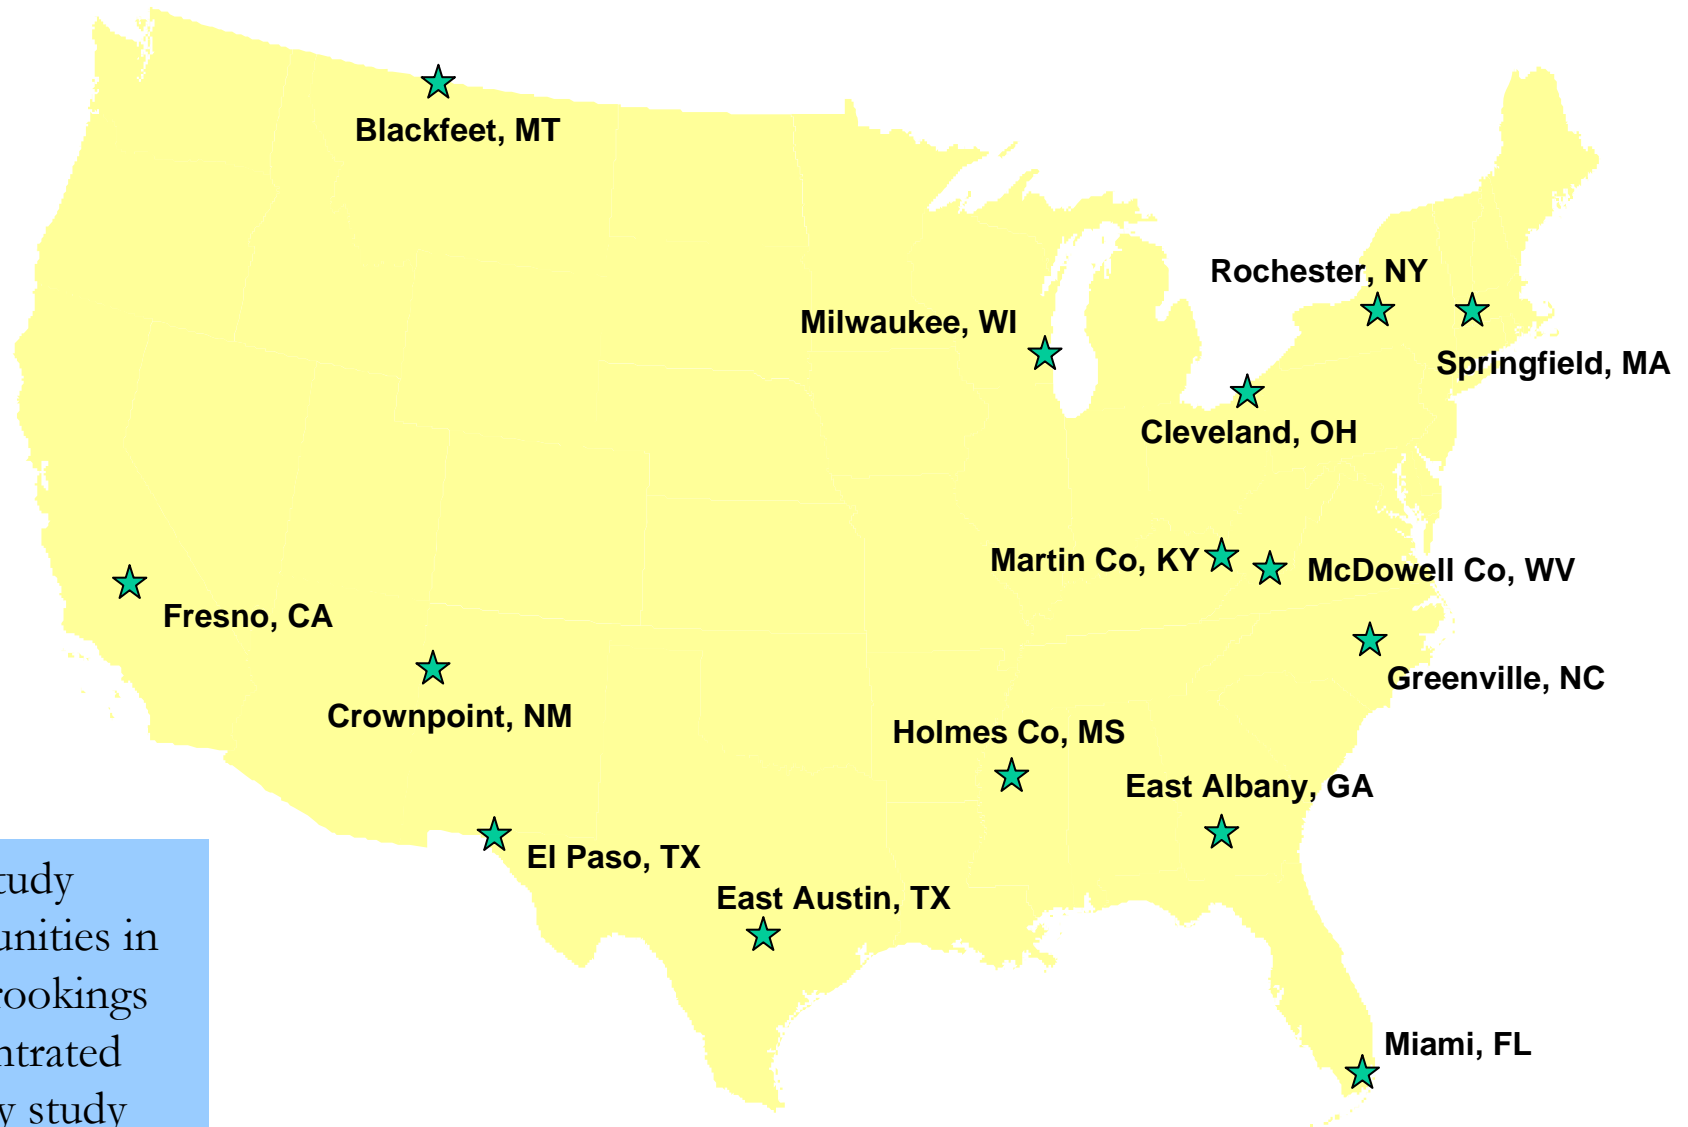 Blackfeet, MT
Rochester, NY
Milwaukee, WI
Springfield, MA
Cleveland, OH
Martin Co, KY
McDowell Co, WV
Fresno, CA
Greenville, NC
Crownpoint, NM
Holmes Co, MS
East Albany, GA
El Paso, TX
East Austin, TX
Miami, FL
tudy
unities in
rookings
ntrated
y study